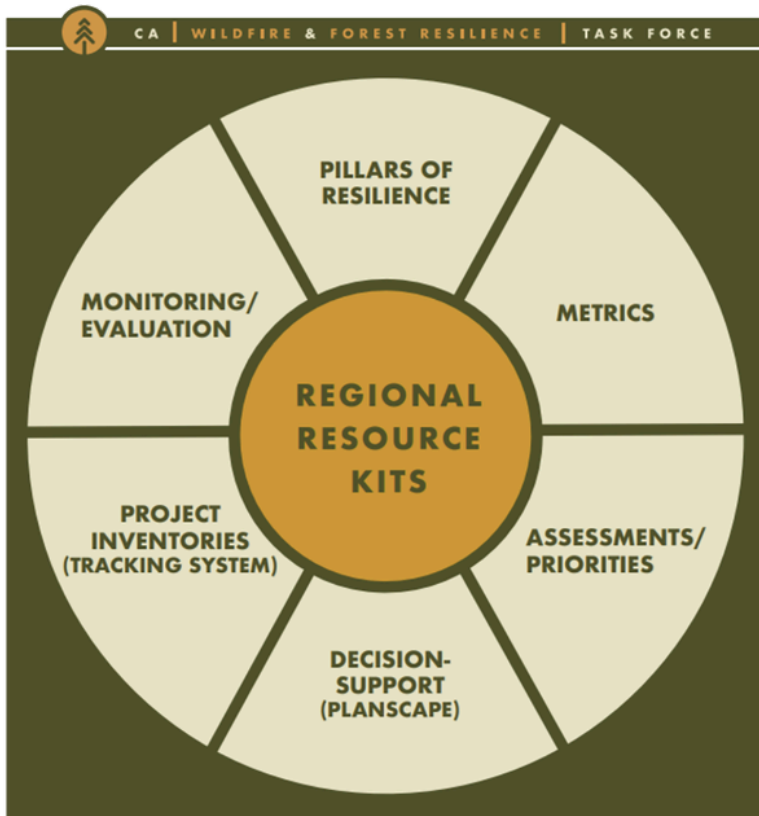 CA | WILDFIRE & FOREST RESILIENCE | TASK FORCE
PILLARS OF
RESILIENCE
METRICS
ASSESSMENTS/
PRIORITIES
DECISION-
SUPPORT
(PLANSCAPE)
PROJECT
INVENTORIES
(TRACKING SYSTEM)
MONITORING/
EVALUATION
REGIONAL
RESOURCE
KITS